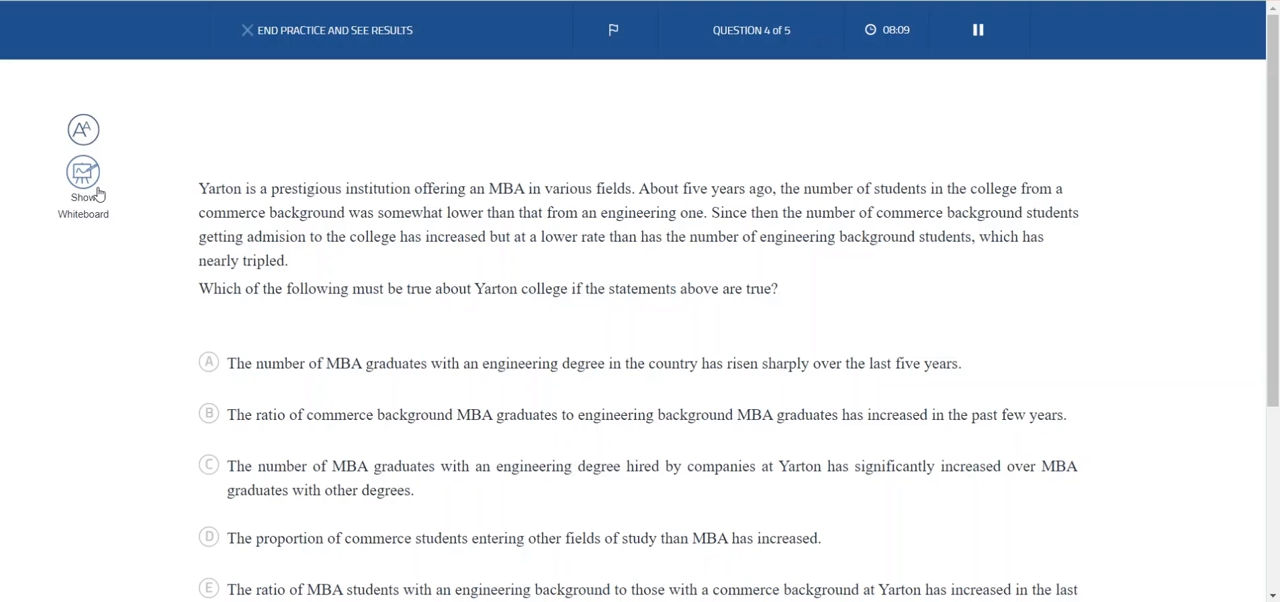 END PRACTICE AND SEE RESULTS
QUESTION 4 of 5
08:09
AA
Show
Whiteboard
Yarton is a prestigious institution offering an MBA in various fields. About five years ago, the number of students in the college from a
commerce background was somewhat lower than that from an engineering one. Since then the number of commerce background students
getting admision to the college has increased but at a lower rate than has the number of engineering background students, which has
nearly tripled.
Which of the following must be true about Yarton college if the statements above are true?
A The number of MBA graduates with an engineering degree in the country has risen sharply over the last five years.
B The ratio of commerce background MBA graduates to engineering background MBA graduates has increased in the past few years.
C The number of MBA graduates with an engineering degree hired by companies at Yarton has significantly increased over MBA
graduates with other degrees.
D The proportion of commerce students entering other fields of study than MBA has increased.
E The ratio of MBA students with an engineering background to those with a commerce background at Yarton has increased in the last